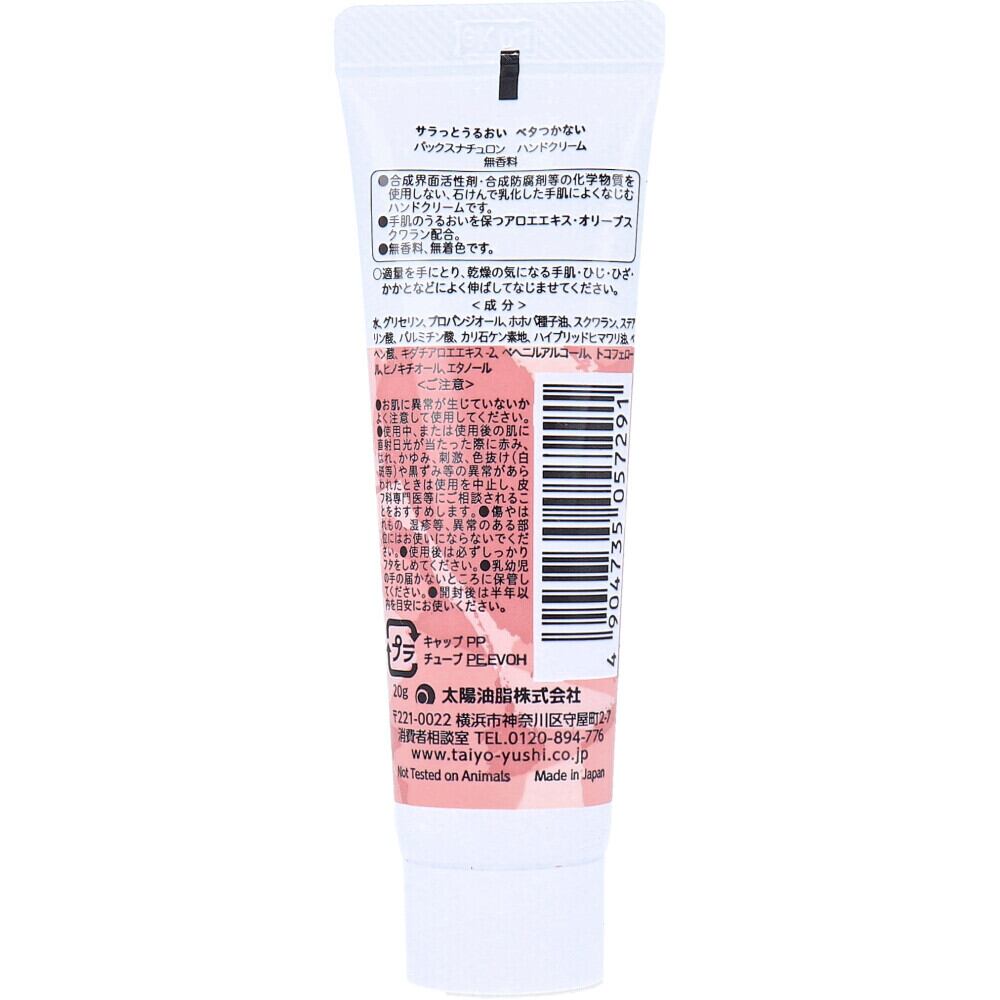 サラっとうるおい ベタつかない
パックスナチュロン ハンドクリーム
無香料
●合成界面活性剤・合成防腐剤等の化学物質を
使用しない、石けんで乳化した手肌によくなじむ
ハンドクリームです。
●手肌のうるおいを保つアロエエキス・オリーブス
クワラン配合。
●無香料、無着色です。
○適量を手にとり、乾燥の気になる手肌・ひじ・ひざ・
かかとなどによく伸ばしてなじませてください。
<成分>
水、グリセリン、プロパンジオール、ホホバ種子油、スクワラン、ステア
リン酸、パルミチン酸、カリ石ケン素地、ハイブリッドヒマワリ油、ベ
ヘン酸、キダチアロエエキス-2、ベヘニルアルコール、トコフェロー
ル、ヒノキチオール、エタノール
<ご注意>
●お肌に異常が生じていないか
よく注意して使用してください。
●使用中、または使用後の肌に
直射日光が当たった際に赤み、
はれ、かゆみ、刺激、色抜け(白
斑等)や黒ずみ等の異常があら
われたときは使用を中止し、皮
フ科専門医等にご相談されるこ
とをおすすめします。●傷やは
れもの、湿疹等、異常のある部
位にはお使いにならないでくだ
さい。●使用後は必ずしっかり
フタをしめてください。●乳幼児
の手の届かないところに保管し
てください。●開封後は半年以
内を目安にお使いください。
4 904735 057291
プラ
キャップ PP
チューブ PE,EVOH
20g 太陽油脂株式会社
〒221-0022 横浜市神奈川区守屋町2-7
消費者相談室 TEL.0120-894-776
www.taiyo-yushi.co.jp
Not Tested on Animals Made in Japan